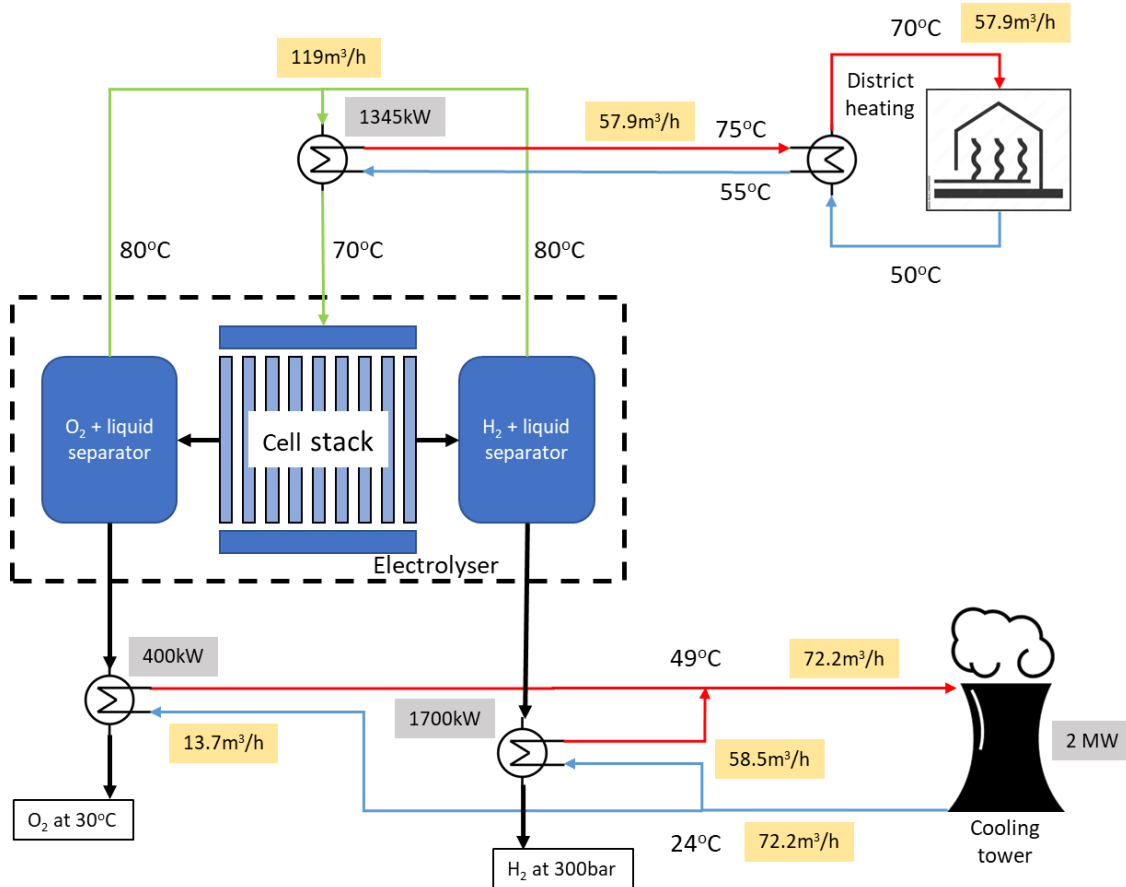 70°C
57.9m³/h
119m³/h
District
heating
1345kW
57.9m³/h
75°C
55°C
80°C
70°C
80°C
50°C
O₂ + liquid
separator
Cell stack
H₂ + liquid
separator
Electrolyser
400kW
49°C
72.2m³/h
1700kW
13.7m³/h
58.5m³/h
2 MW
O₂ at 30°C
24°C
72.2m³/h
Cooling
tower
H₂ at 300bar